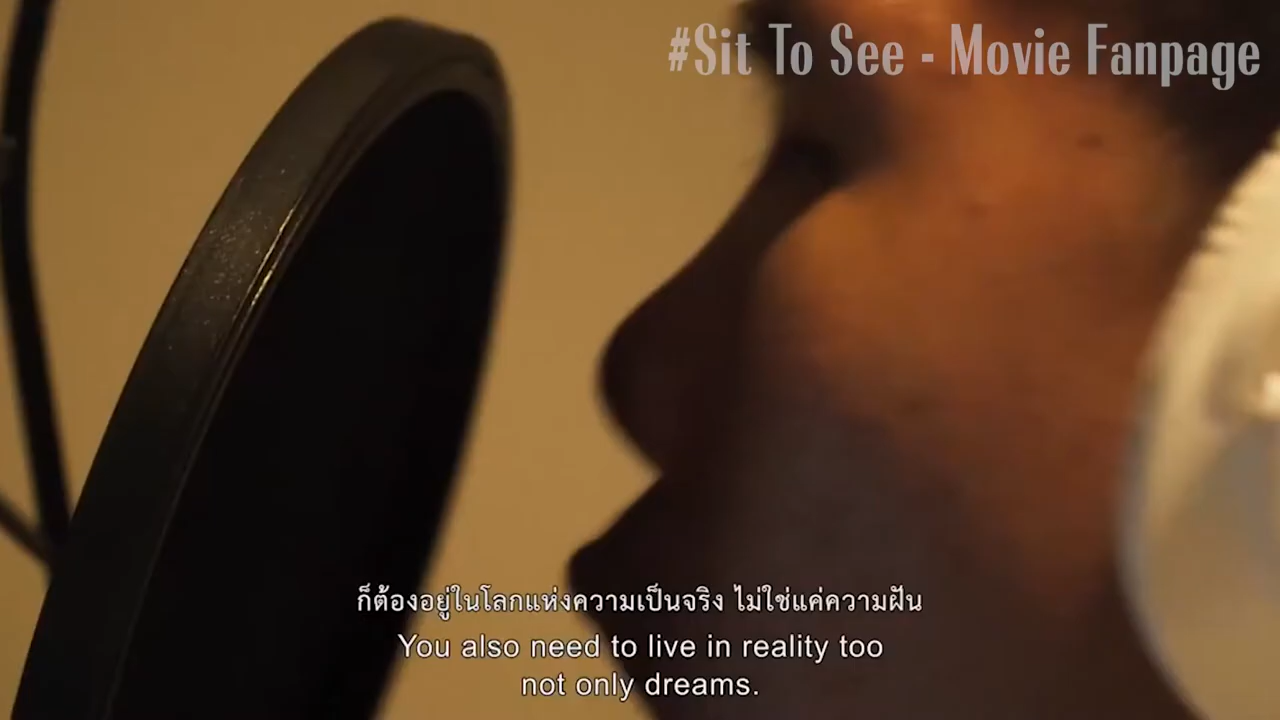 #Sit To See - Movie Fanpage
ก็ต้องอยู่ในโลกแห่งความเป็นจริง ไม่ใช่แค่ความฝัน
You also need to live in reality too
not only dreams.